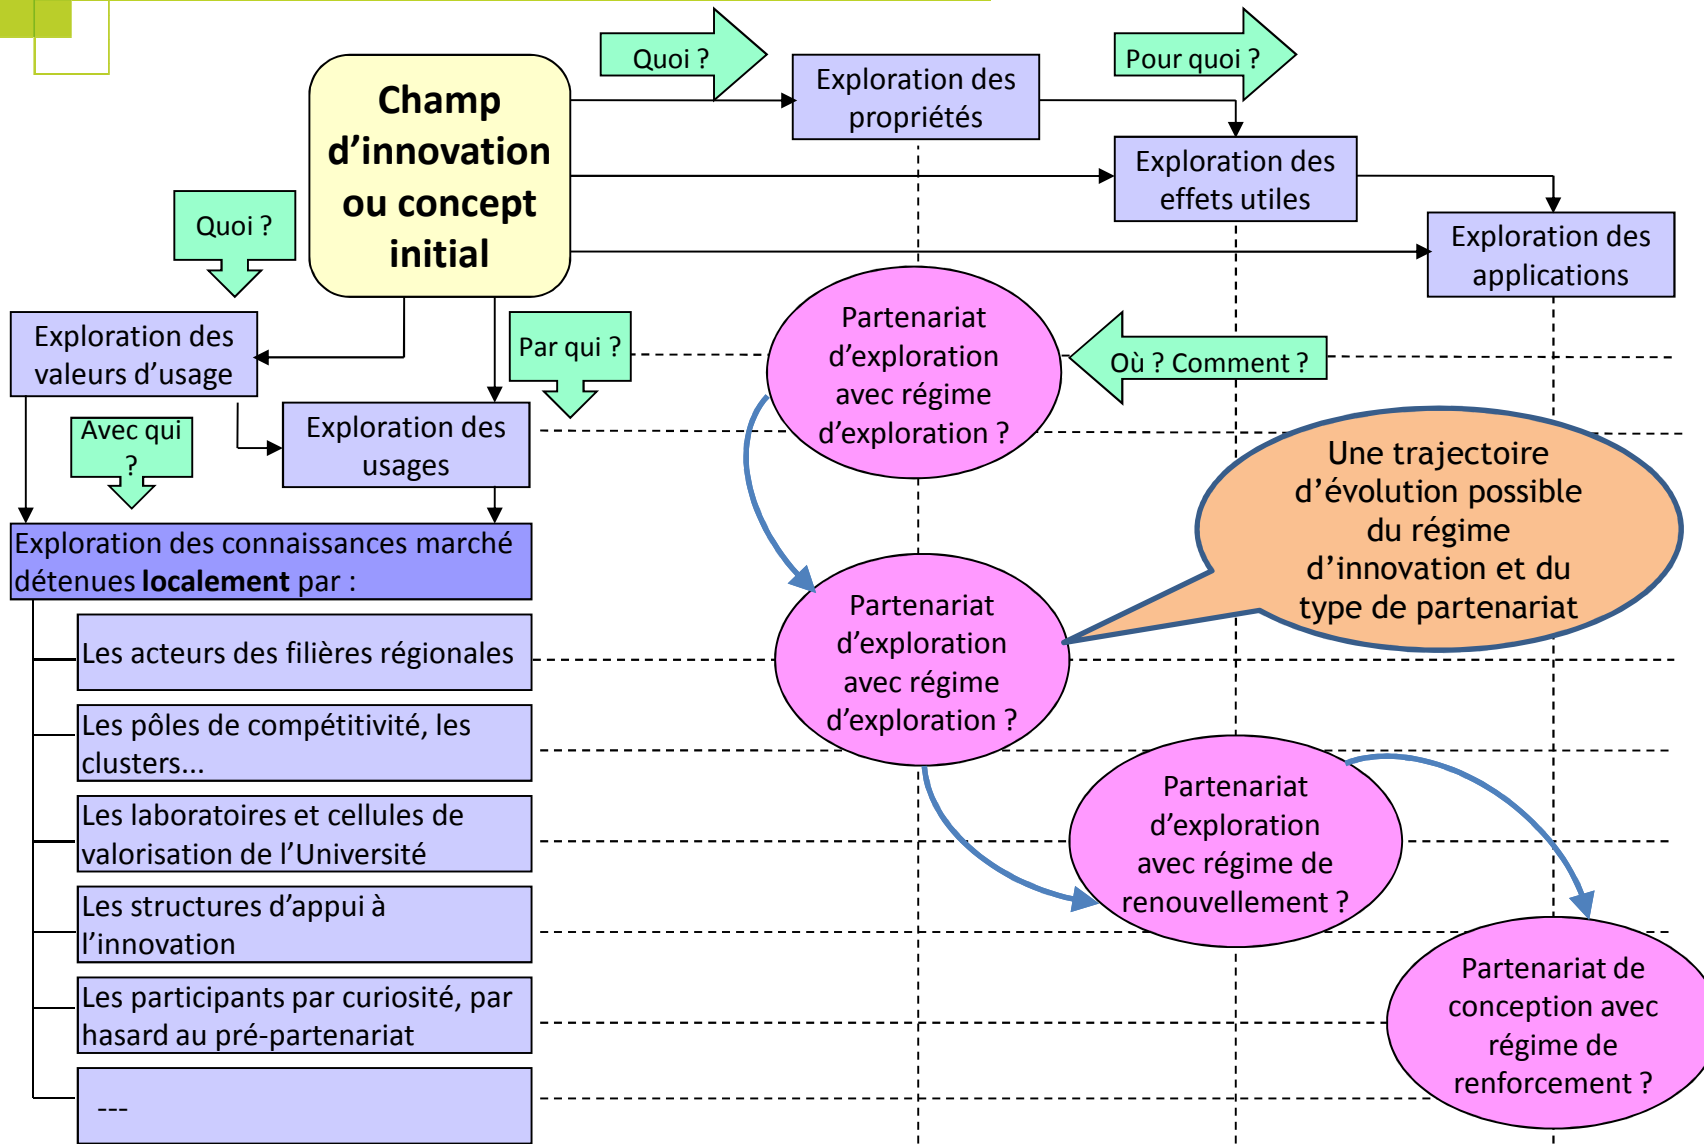 Quoi ?
Pour quoi ?
Champ
d’innovation
ou concept
initial
Exploration des
propriétés
Exploration des
effets utiles
Exploration des
applications
Quoi ?
Exploration des
valeurs d’usage
Par qui ?
Où ? Comment ?
Avec qui
?
Exploration des
usages
Partenariat
d’exploration
avec régime
d’exploration ?
Une trajectoire
d’évolution possible
du régime
d’innovation et du
type de partenariat
Exploration des connaissances marché
détenues localement par :
Les acteurs des filières régionales
Les pôles de compétitivité, les
clusters...
Les laboratoires et cellules de
valorisation de l’Université
Les structures d’appui à
l’innovation
Les participants par curiosité, par
hasard au pré-partenariat
---
Partenariat
d’exploration
avec régime
d’exploration ?
Partenariat
d’exploration
avec régime de
renouvellement ?
Partenariat de
conception avec
régime de
renforcement ?